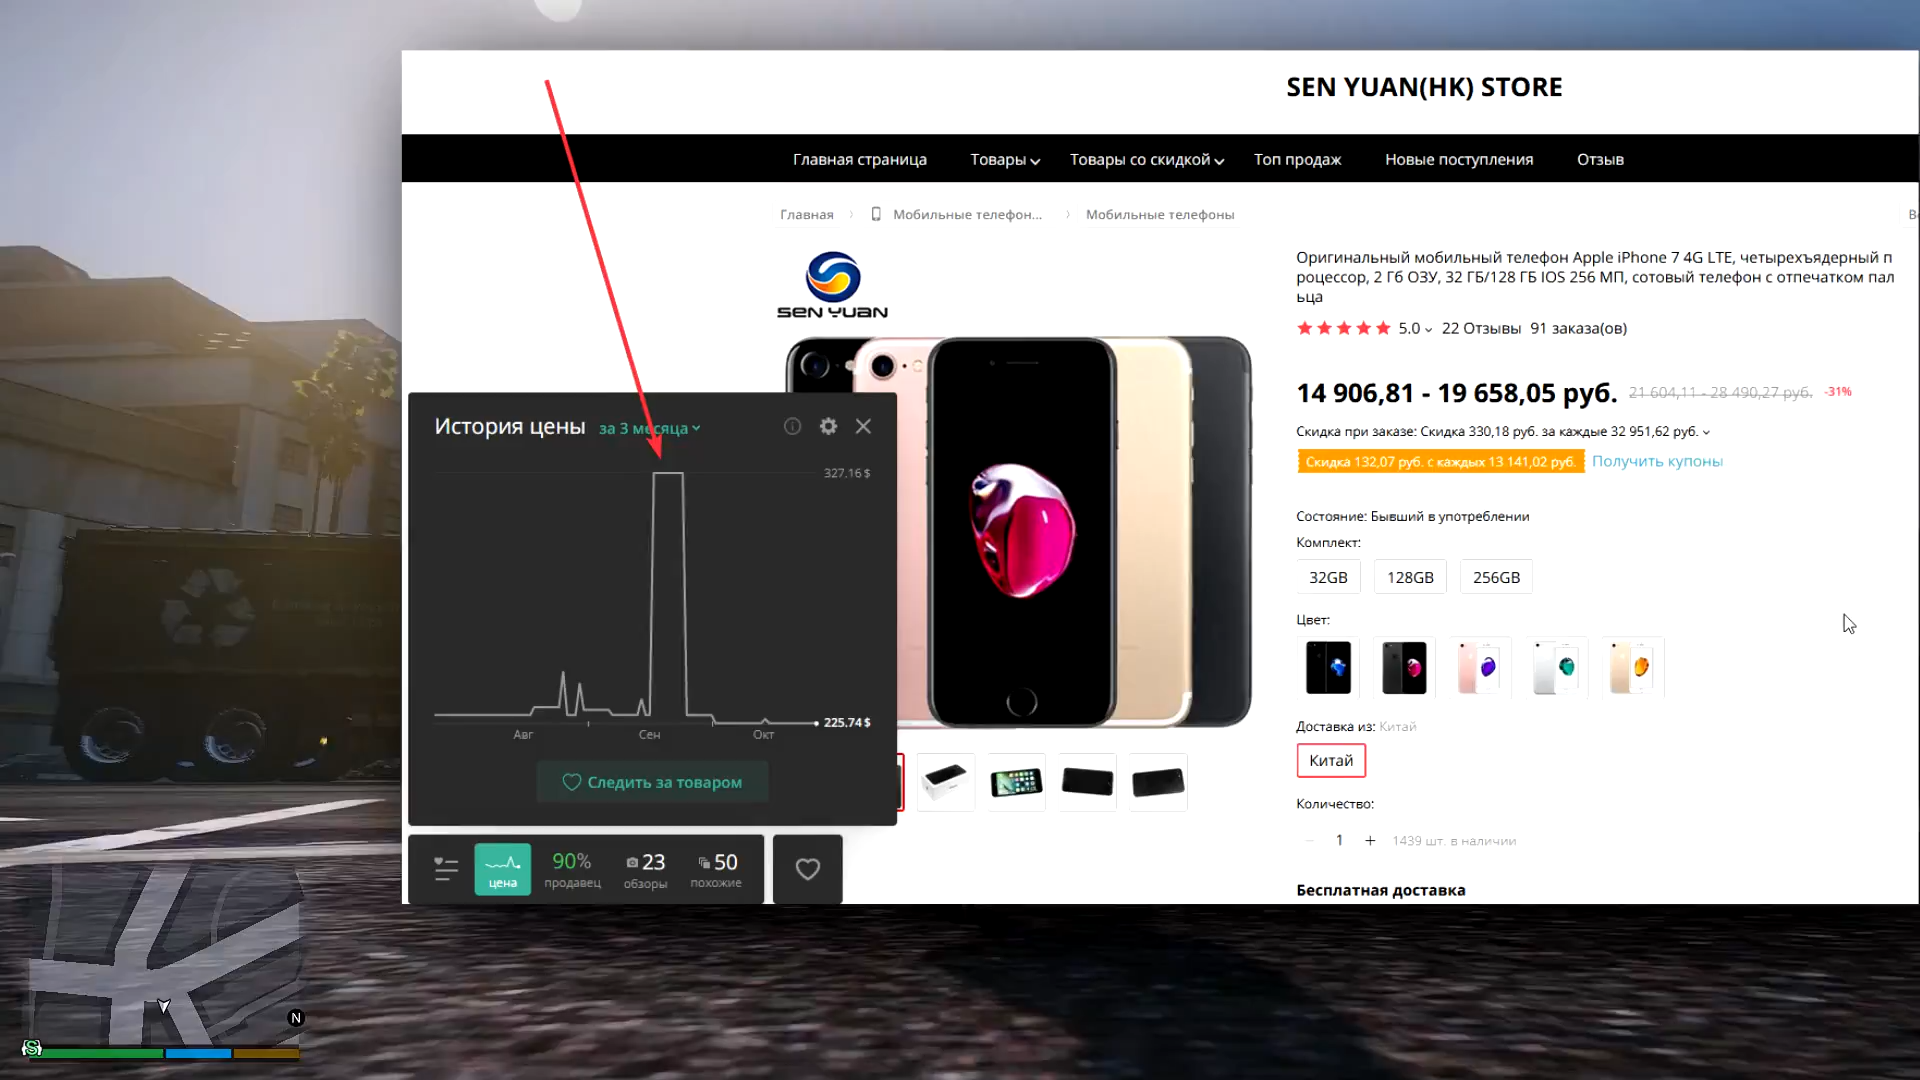 SEN YUAN(HK) STORE
Главная страница
Товары
Товары со скидкой
Топ продаж
Новые поступления
Отзыв
Главная
Мобильные телефон...
Мобильные телефоны
SEN YUAN
Оригинальный мобильный телефон Apple iPhone 7 4G LTE, четырехъядерный п
роцессор, 2 Гб ОЗУ, 32 ГБ/128 ГБ IOS 256 МП, сотовый телефон с отпечатком пал
ьца
5.0 22 Отзывы 91 заказа(ов)
14 906,81 - 19 658,05 руб. 21 604,11 - 28 490,27 руб. -31%
Скидка при заказе: Скидка 330,18 руб. за каждые 32 951,62 руб.
Скидка 132,07 руб. с каждых 13 141,02 руб. Получить купоны
Состояние: Бывший в употреблении
Комплект:
32GB
128GB
256GB
Цвет:
Доставка из: Китай
Китай
Количество:
1 + 1439 шт. в наличии
Бесплатная доставка
История цены за 3 месяца
327.16 $
225.74 $
Авг
Сен
Окт
Следить за товаром
цена
90%
продавец
23
обзоры
50
похожие
N
S